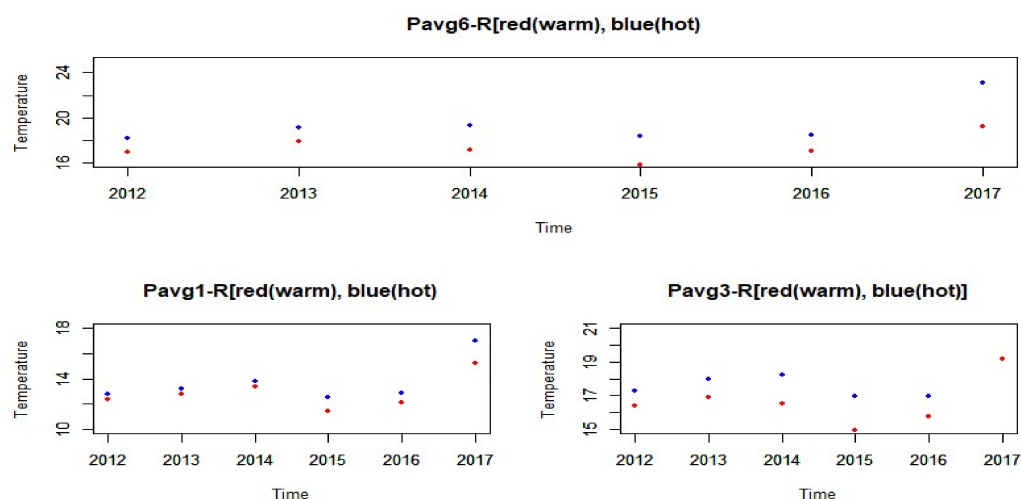 Pavg6-R[red(warm), blue(hot)
Temperature
24
20
16
2012 2013 2014 2015 2016 2017
Time
Pavg1-R[red(warm), blue(hot)
Temperature
18
14
10
2012 2013 2014 2015 2016 2017
Time
Pavg3-R[red(warm), blue(hot)]
Temperature
21
19
17
15
2012 2013 2014 2015 2016 2017
Time